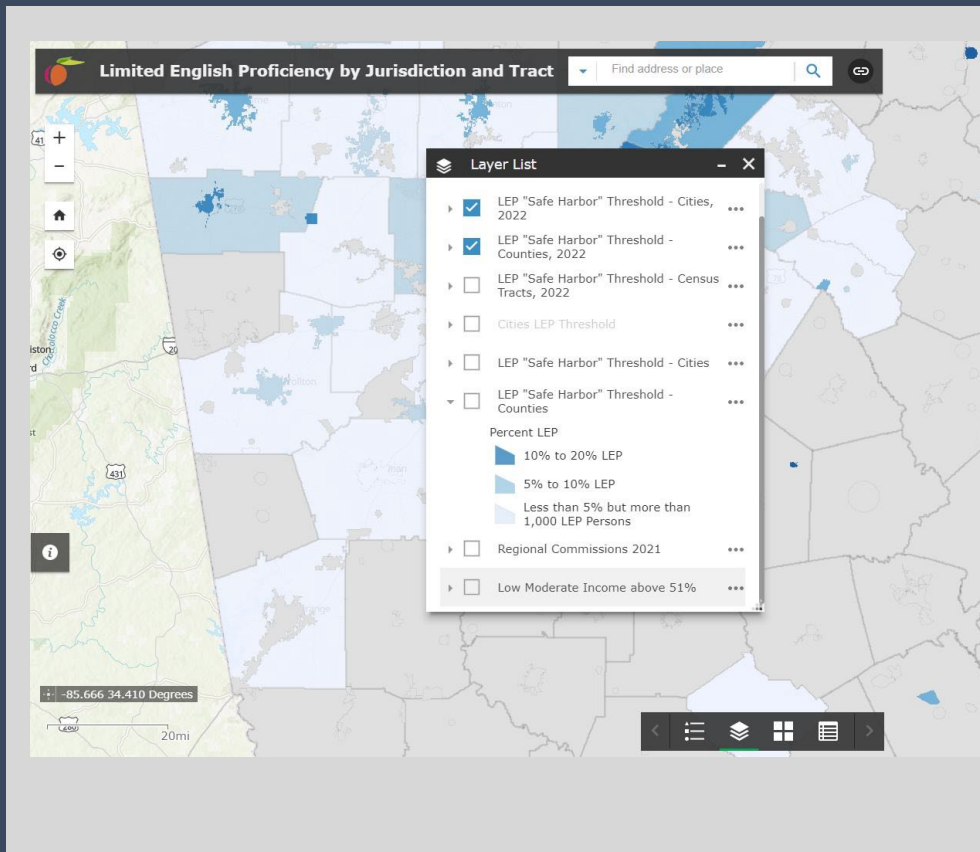 Limited English Proficiency by Jurisdiction and Tract
Find address or place
41
+
−
Layer List
LEP "Safe Harbor" Threshold - Cities,
2022
LEP "Safe Harbor" Threshold -
Counties, 2022
LEP "Safe Harbor" Threshold - Census
Tracts, 2022
Cities LEP Threshold
LEP "Safe Harbor" Threshold - Cities
LEP "Safe Harbor" Threshold -
Counties
Percent LEP
10% to 20% LEP
5% to 10% LEP
Less than 5% but more than
1,000 LEP Persons
Regional Commissions 2021
Low Moderate Income above 51%
20
431
-85.666 34.410 Degrees
280
20mi